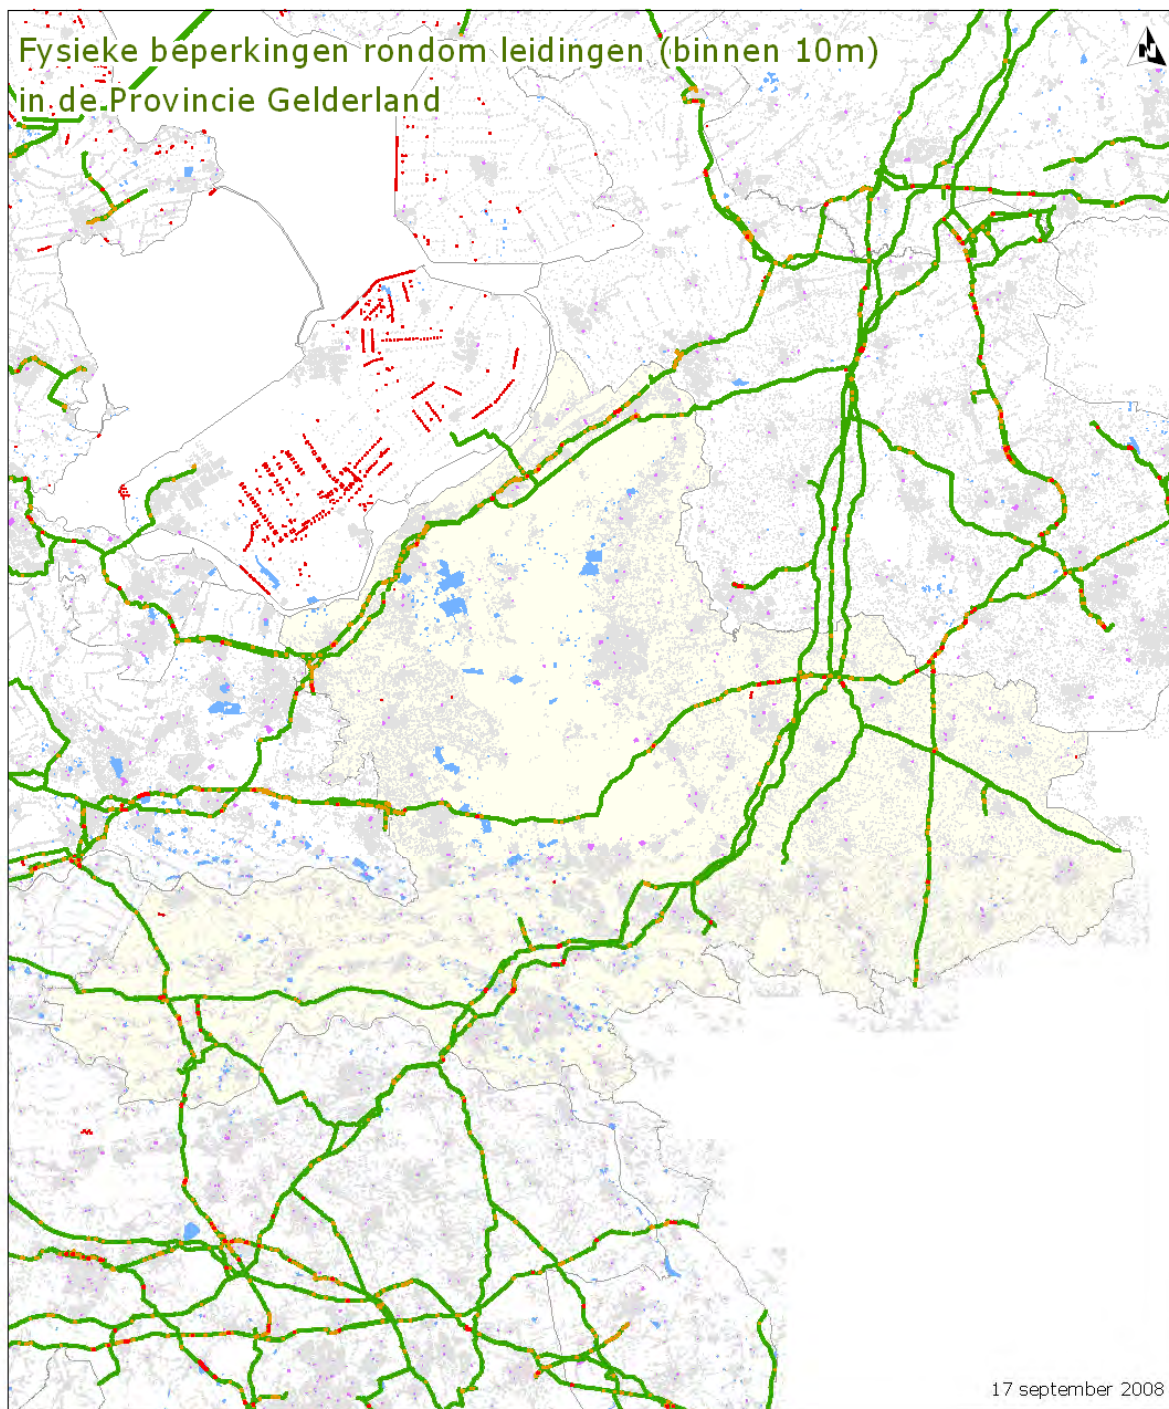 Fysieke beperkingen rondom leidingen (binnen 10m)
in de Provincie Gelderland
N
17 september 2008